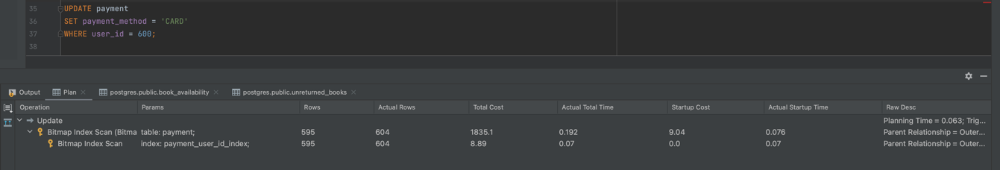 35 UPDATE payment
36 SET payment_method = 'CARD'
37 WHERE user_id = 600;
38
Output Plan postgres.public.book_availability postgres.public.unreturned_books
Operation Params Rows Actual Rows Total Cost Actual Total Time Startup Cost Actual Startup Time Raw Desc
Update Planning Time = 0.063; Trig...
Bitmap Index Scan (Bitma table: payment; 595 604 1835.1 0.192 9.04 0.076 Parent Relationship = Outer...
Bitmap Index Scan index: payment_user_id_index; 595 604 8.89 0.07 0.0 0.07 Parent Relationship = Outer...